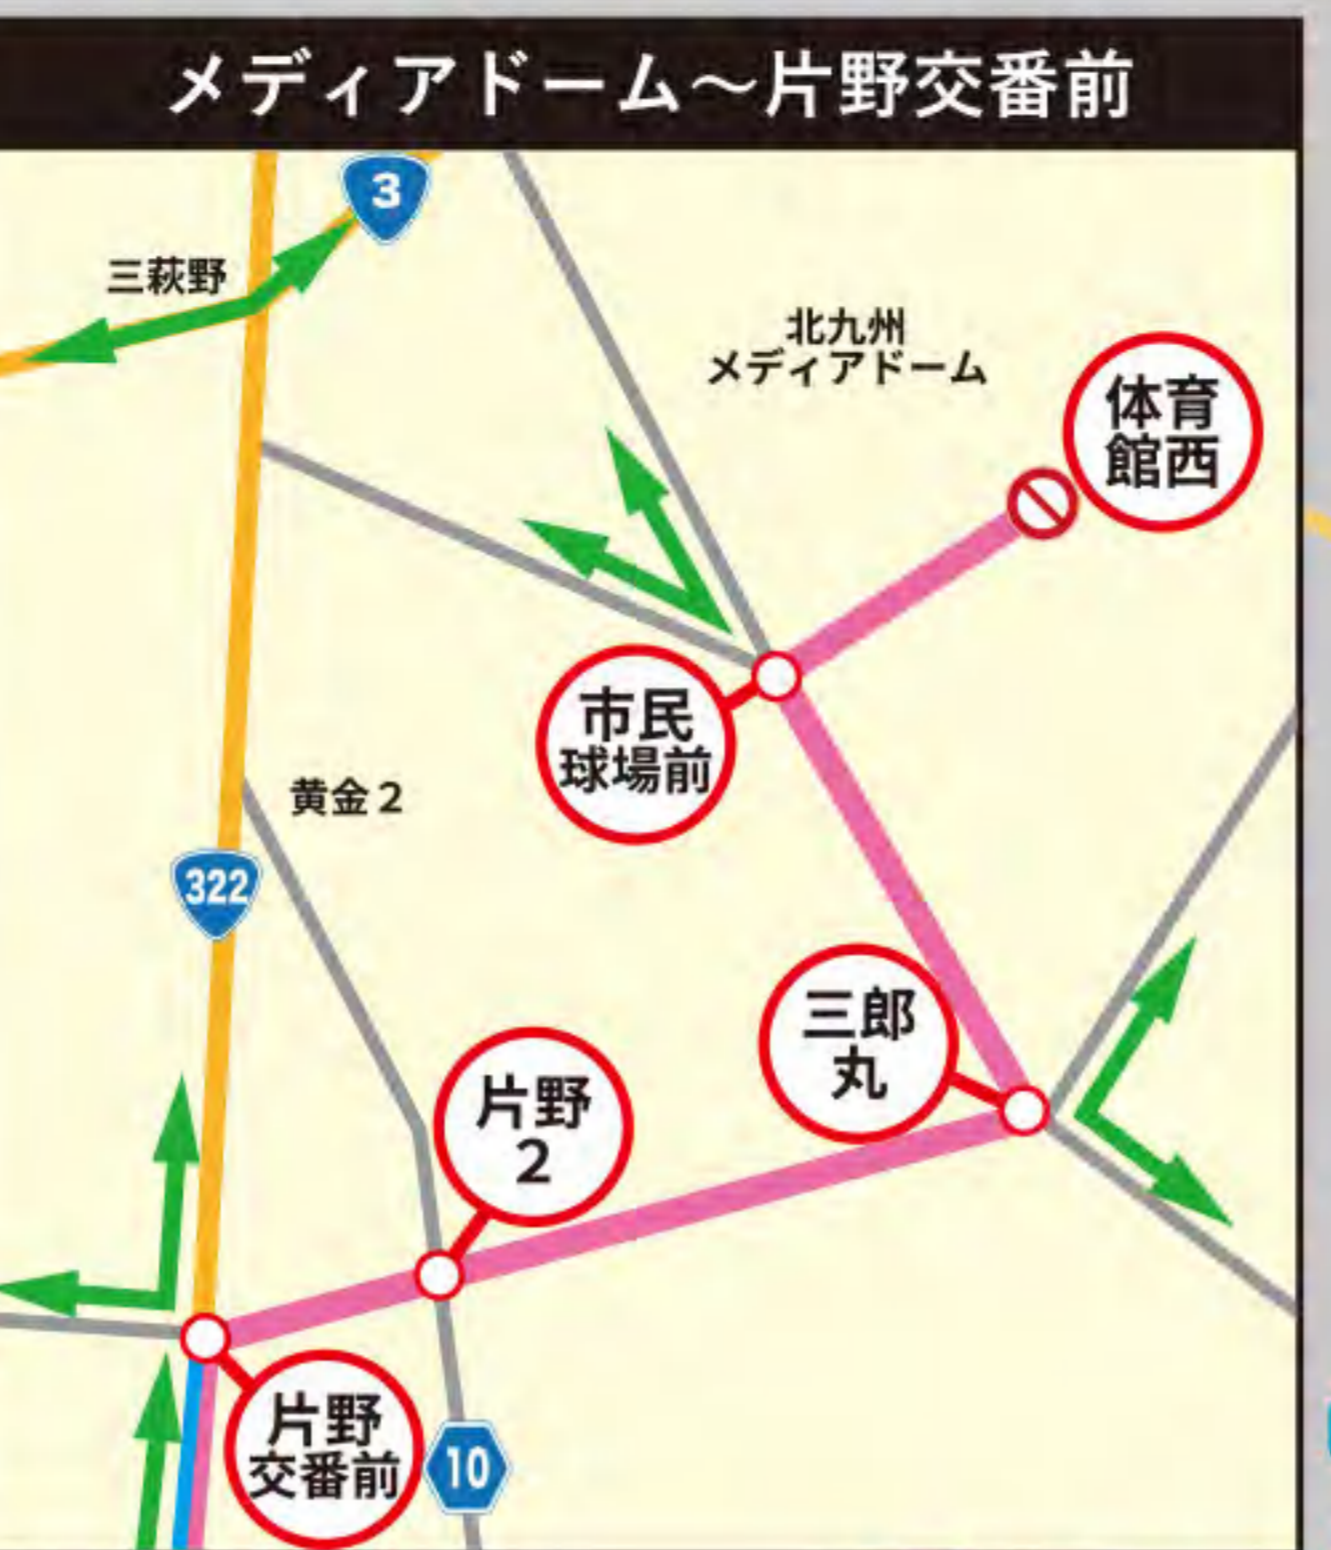 メディアドーム～片野交番前
3
三萩野
北九州
メディアドーム
体育
館西
市民
球場前
黄金2
322
三郎
丸
片野
2
片野
交番前
10